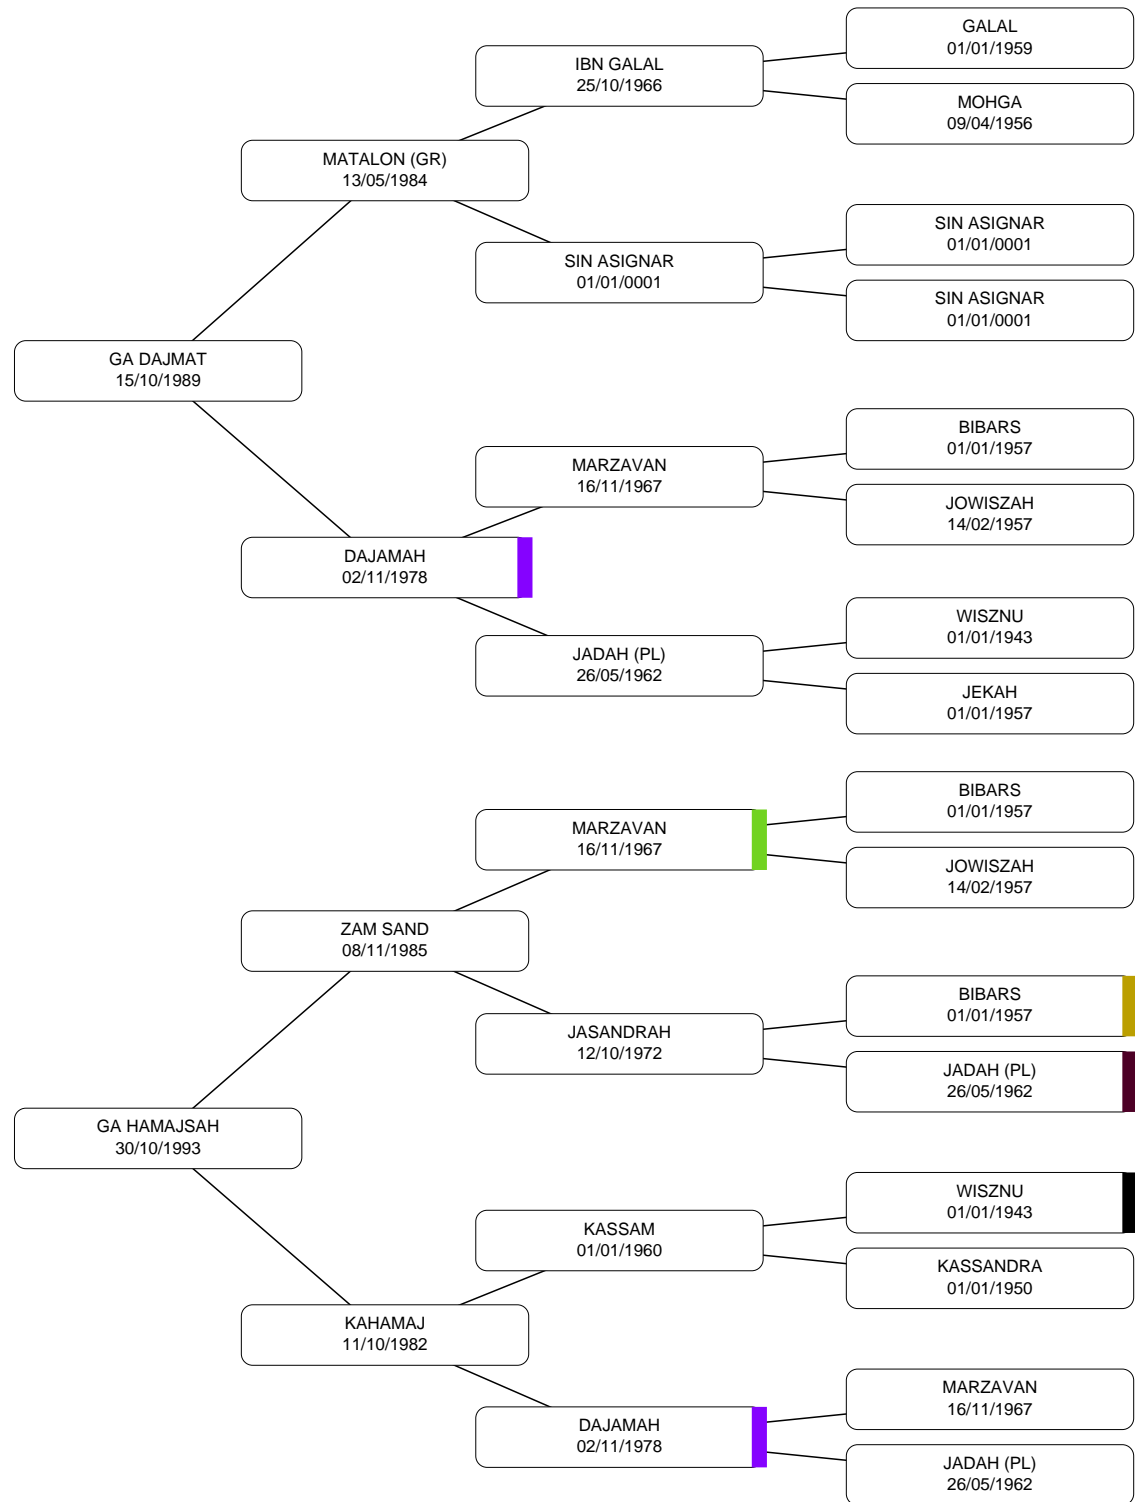 GALAL
01/01/1959
IBN GALAL
25/10/1966
MOHGA
09/04/1956
MATALON (GR)
13/05/1984
SIN ASIGNAR
01/01/0001
SIN ASIGNAR
01/01/0001
SIN ASIGNAR
01/01/0001
GA DAJMAT
15/10/1989
BIBARS
01/01/1957
MARZAVAN
16/11/1967
JOWISZAH
14/02/1957
DAJAMAH
02/11/1978
WISZNU
01/01/1943
JADAH (PL)
26/05/1962
JEKAH
01/01/1957
BIBARS
01/01/1957
MARZAVAN
16/11/1967
JOWISZAH
14/02/1957
ZAM SAND
08/11/1985
BIBARS
01/01/1957
JASANDRAH
12/10/1972
JADAH (PL)
26/05/1962
GA HAMAJSAH
30/10/1993
WISZNU
01/01/1943
KASSAM
01/01/1960
KASSANDRA
01/01/1950
KAHAMAJ
11/10/1982
MARZAVAN
16/11/1967
DAJAMAH
02/11/1978
JADAH (PL)
26/05/1962